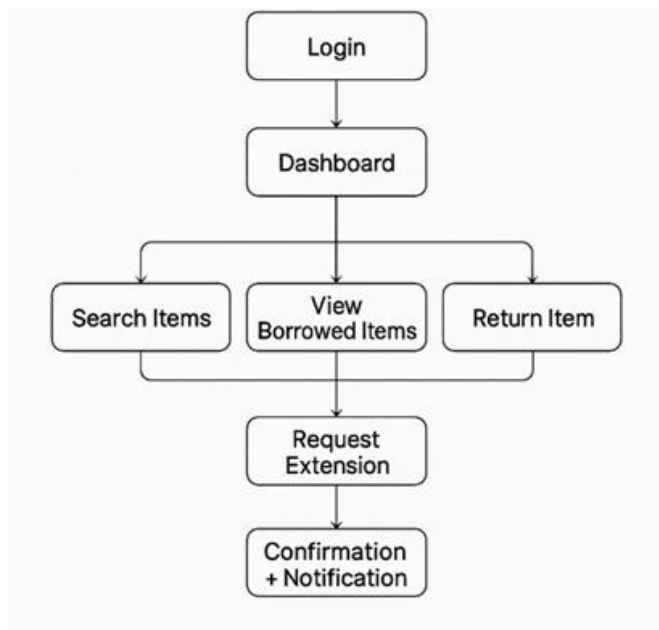 Login
Dashboard
Search Items
View
Borrowed Items
Return Item
Request
Extension
Confirmation
+ Notification